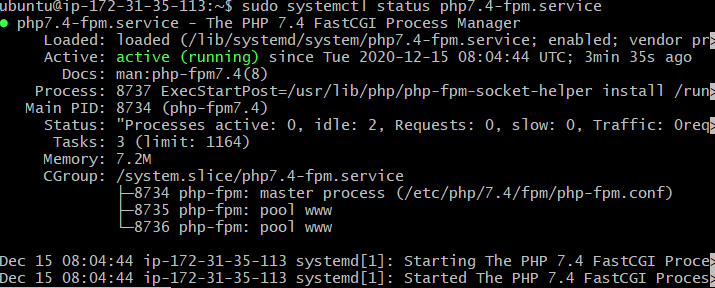 ubuntu@ip-172-31-35-113:~$ sudo systemctl status php7.4-fpm.service
● php7.4-fpm.service - The PHP 7.4 FastCGI Process Manager
Loaded: loaded (/lib/systemd/system/php7.4-fpm.service; enabled; vendor pr>
Active: active (running) since Tue 2020-12-15 08:04:44 UTC; 3min 35s ago
Docs: man:php-fpm7.4(8)
Process: 8737 ExecStartPost=/usr/lib/php/php-fpm-socket-helper install /run>
Main PID: 8734 (php-fpm7.4)
Status: "Processes active: 0, idle: 2, Requests: 0, slow: 0, Traffic: 0req>
Tasks: 3 (limit: 1164)
Memory: 7.2M
CGroup: /system.slice/php7.4-fpm.service
├─8734 php-fpm: master process (/etc/php/7.4/fpm/php-fpm.conf)
├─8735 php-fpm: pool www
└─8736 php-fpm: pool www
Dec 15 08:04:44 ip-172-31-35-113 systemd[1]: Starting The PHP 7.4 FastCGI Proce>
Dec 15 08:04:44 ip-172-31-35-113 systemd[1]: Started The PHP 7.4 FastCGI Proces>